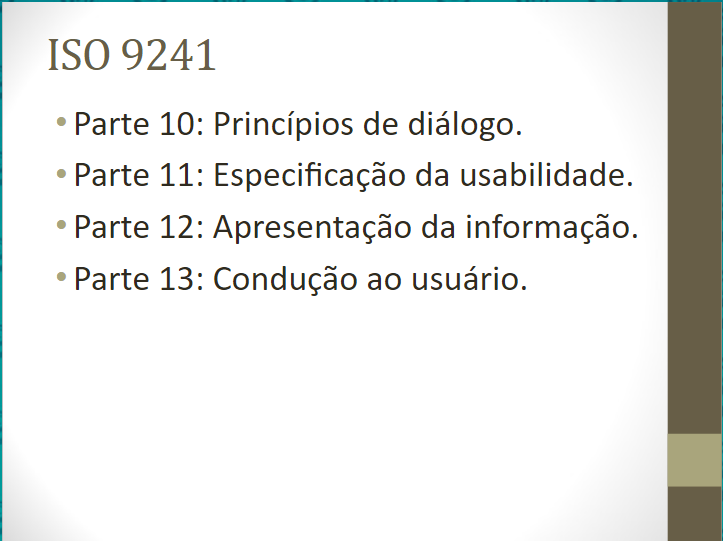 ISO 9241
• Parte 10: Princípios de diálogo.
• Parte 11: Especificação da usabilidade.
• Parte 12: Apresentação da informação.
• Parte 13: Condução ao usuário.